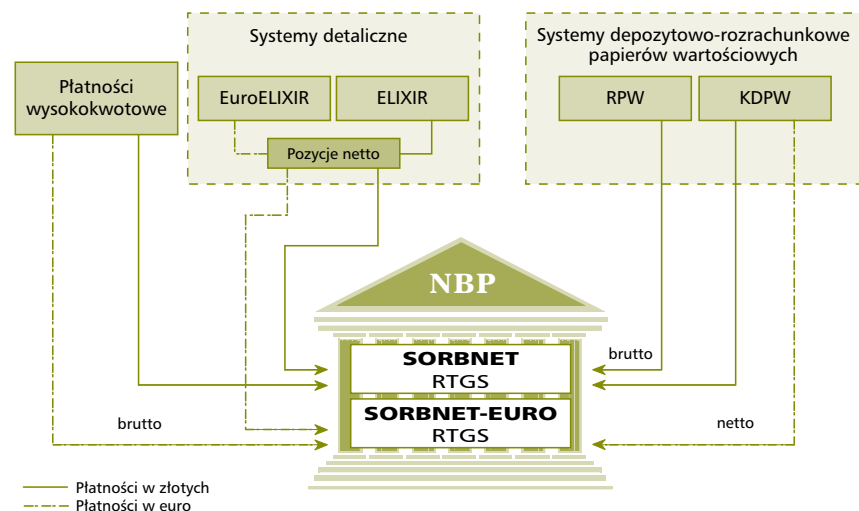 Systemy detaliczne
Systemy depozytowo-rozrachunkowe
papierów wartościowych
Płatności
wysokokwotowe
EuroELIXIR
ELIXIR
RPW
KDPW
Pozycje netto
NBP
SORBNET
RTGS
brutto
SORBNET-EURO
RTGS
brutto
netto
Płatności w złotych
Płatności w euro